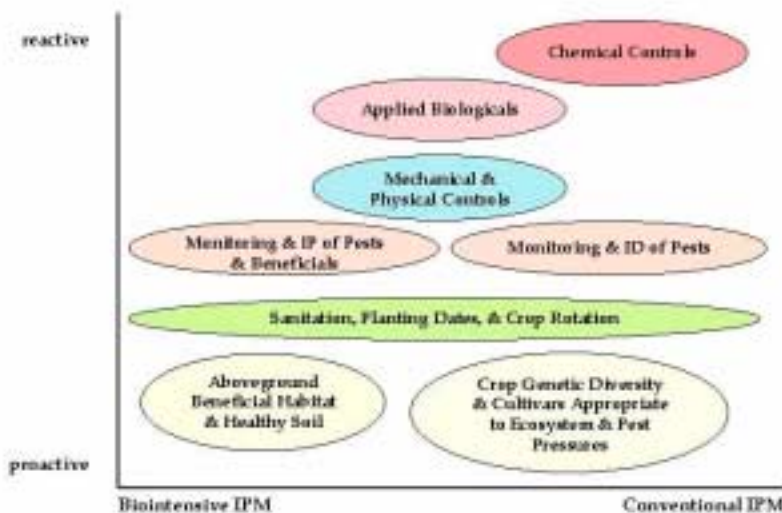 reactive
Chemical Controls
Applied Biologicals
Mechanical &
Physical Controls
Monitoring & IP of Pests
& Beneficials
Monitoring & ID of Pests
Sanitation, Planting Dates, & Crop Rotation
Aboveground
Beneficial Habitat
& Healthy Soil
Crop Genetic Diversity
& Cultivars Appropriate
to Ecosystem & Pest
Pressures
proactive
Biointensive IPM
Conventional IPM